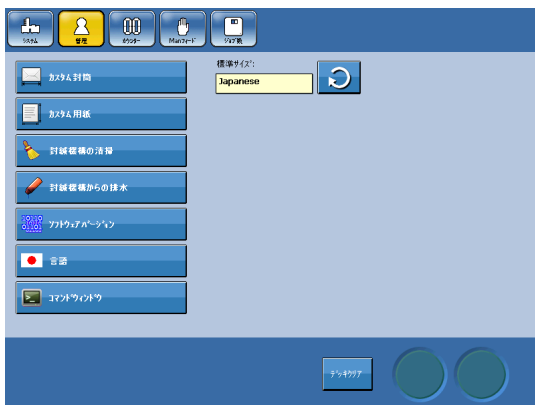 システム
管理
カウンター
Manフィード
ジョブ設
標準サイズ:
Japanese
カスタム封筒
カスタム用紙
封緘機構の清掃
封緘機構からの排水
ソフトウェアバージョン
言語
コマンドウィンドウ
デッキクリア